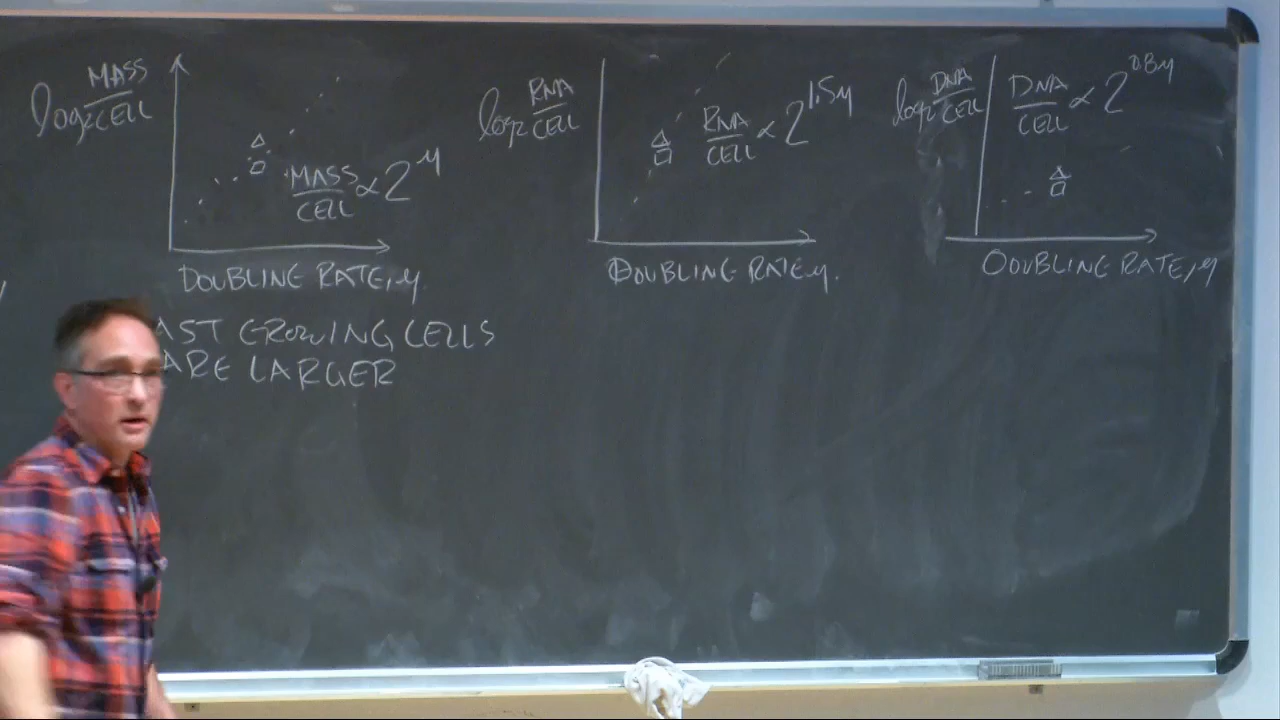 log₂ MASS/CELL
MASS/CELL ∝ 2^μ
DOUBLING RATE, μ
AST GROWING CELLS
ARE LARGER
log₂ RNA/CELL
RNA/CELL ∝ 2^1.5μ
DOUBLING RATE, μ.
log₂ DNA/CELL
DNA/CELL ∝ 2^0.8μ
DOUBLING RATE, μ